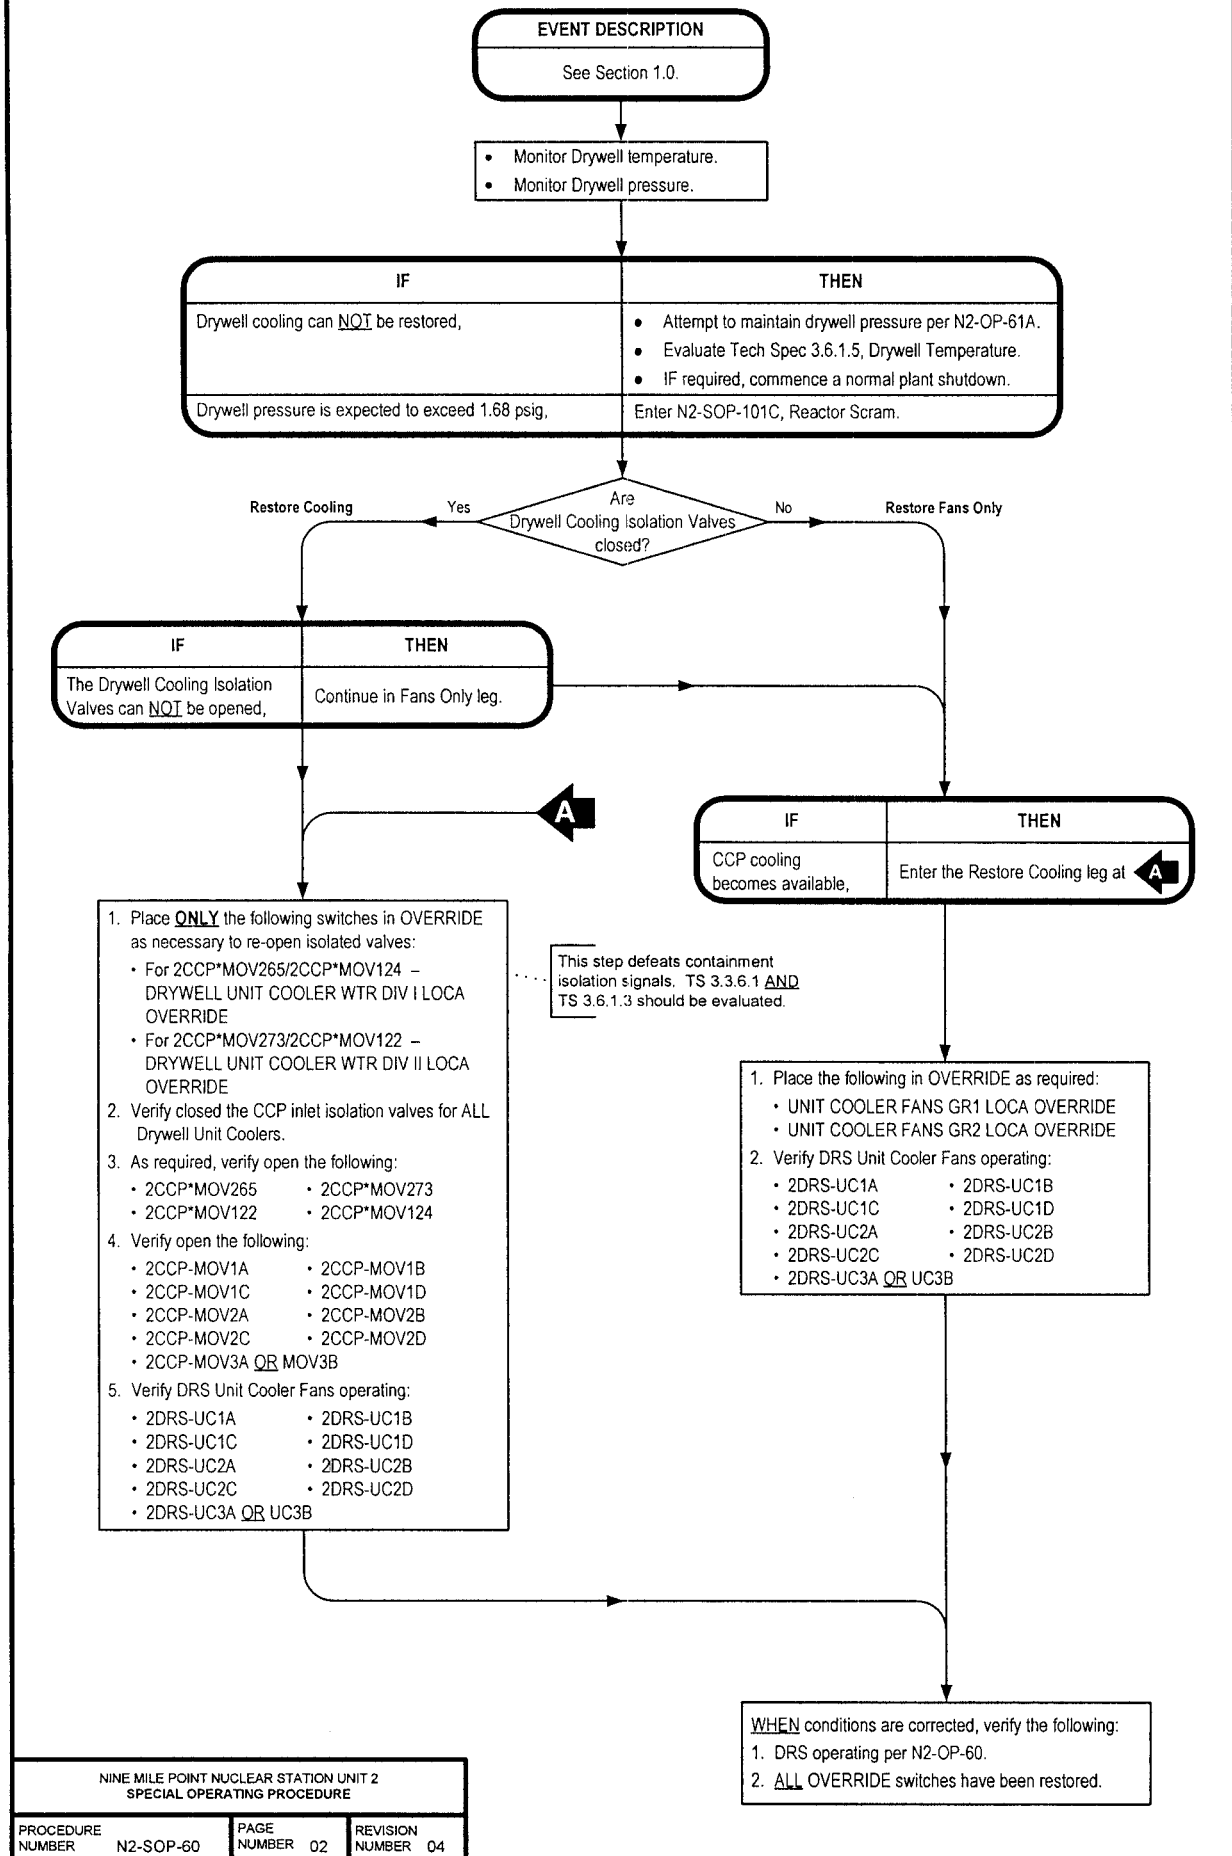 EVENT DESCRIPTION
See Section 1.0.
• Monitor Drywell temperature.
• Monitor Drywell pressure.
IF THEN
Drywell cooling can NOT be restored,
• Attempt to maintain drywell pressure per N2-OP-61A.
• Evaluate Tech Spec 3.6.1.5, Drywell Temperature.
• IF required, commence a normal plant shutdown.
Drywell pressure is expected to exceed 1.68 psig, Enter N2-SOP-101C, Reactor Scram.
Are
Drywell Cooling Isolation Valves
closed?
Restore Cooling Yes
No Restore Fans Only
IF THEN
The Drywell Cooling Isolation
Valves can NOT be opened,
Continue in Fans Only leg.
A
IF THEN
CCP cooling
becomes available,
Enter the Restore Cooling leg at A
1. Place ONLY the following switches in OVERRIDE
as necessary to re-open isolated valves:
• For 2CCP*MOV265/2CCP*MOV124 –
DRYWELL UNIT COOLER WTR DIV I LOCA
OVERRIDE
• For 2CCP*MOV273/2CCP*MOV122 –
DRYWELL UNIT COOLER WTR DIV II LOCA
OVERRIDE
2. Verify closed the CCP inlet isolation valves for ALL
Drywell Unit Coolers.
3. As required, verify open the following:
• 2CCP*MOV265 • 2CCP*MOV273
• 2CCP*MOV122 • 2CCP*MOV124
4. Verify open the following:
• 2CCP-MOV1A • 2CCP-MOV1B
• 2CCP-MOV1C • 2CCP-MOV1D
• 2CCP-MOV2A • 2CCP-MOV2B
• 2CCP-MOV2C • 2CCP-MOV2D
• 2CCP-MOV3A OR MOV3B
5. Verify DRS Unit Cooler Fans operating:
• 2DRS-UC1A • 2DRS-UC1B
• 2DRS-UC1C • 2DRS-UC1D
• 2DRS-UC2A • 2DRS-UC2B
• 2DRS-UC2C • 2DRS-UC2D
• 2DRS-UC3A OR UC3B
This step defeats containment
isolation signals. TS 3.3.6.1 AND
TS 3.6.1.3 should be evaluated.
1. Place the following in OVERRIDE as required:
• UNIT COOLER FANS GR1 LOCA OVERRIDE
• UNIT COOLER FANS GR2 LOCA OVERRIDE
2. Verify DRS Unit Cooler Fans operating:
• 2DRS-UC1A • 2DRS-UC1B
• 2DRS-UC1C • 2DRS-UC1D
• 2DRS-UC2A • 2DRS-UC2B
• 2DRS-UC2C • 2DRS-UC2D
• 2DRS-UC3A OR UC3B
WHEN conditions are corrected, verify the following:
1. DRS operating per N2-OP-60.
2. ALL OVERRIDE switches have been restored.
NINE MILE POINT NUCLEAR STATION UNIT 2
SPECIAL OPERATING PROCEDURE
PROCEDURE
NUMBER N2-SOP-60
PAGE
NUMBER 02
REVISION
NUMBER 04